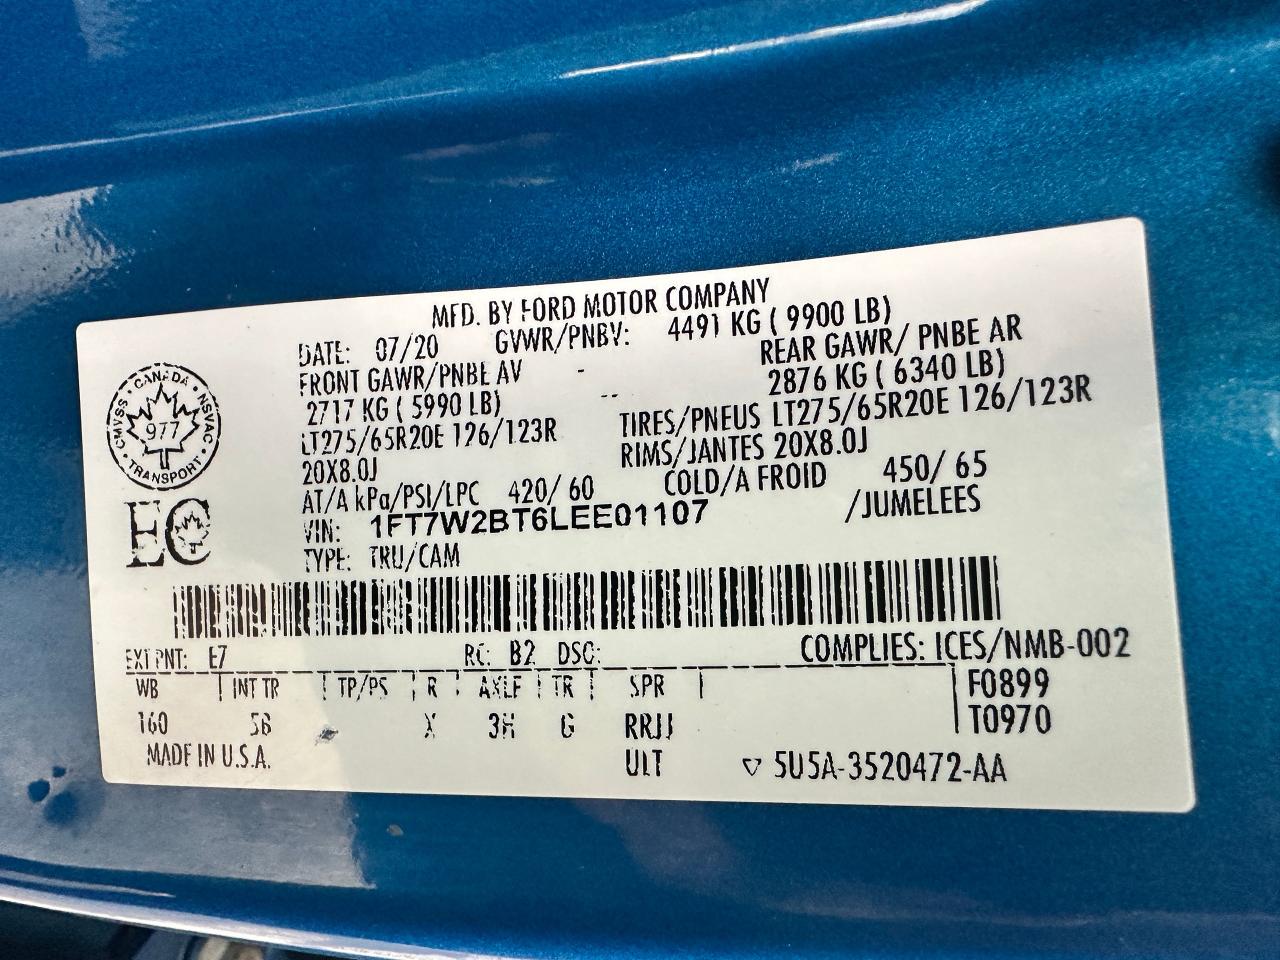 MFD. BY FORD MOTOR COMPANY
DATE: 07/20 GVWR/PNBV: 4491 KG ( 9900 LB)
FRONT GAWR/PNBE AV - REAR GAWR/ PNBE AR
2717 KG ( 5990 LB) -- 2876 KG ( 6340 LB)
LT275/65R20E 126/123R TIRES/PNEUS LT275/65R20E 126/123R
20X8.0J RIMS/JANTES 20X8.0J
AT/A kPa/PSI/LPC 420/ 60 COLD/A FROID 450/ 65
VIN: 1FT7W2BT6LEE01107 /JUMELEES
TYPE: TRU/CAM
CANADA
CMVSS 977 NSVAC
TRANSPORT
EC
EXT PNT: E7 RC: B2 DSO: COMPLIES: ICES/NMB-002
WB INT TR TP/PS R AXLE TR SPR F0899
160 5B X 3H G RRJJ T0970
MADE IN U.S.A. ULT ▽ 5U5A-3520472-AA